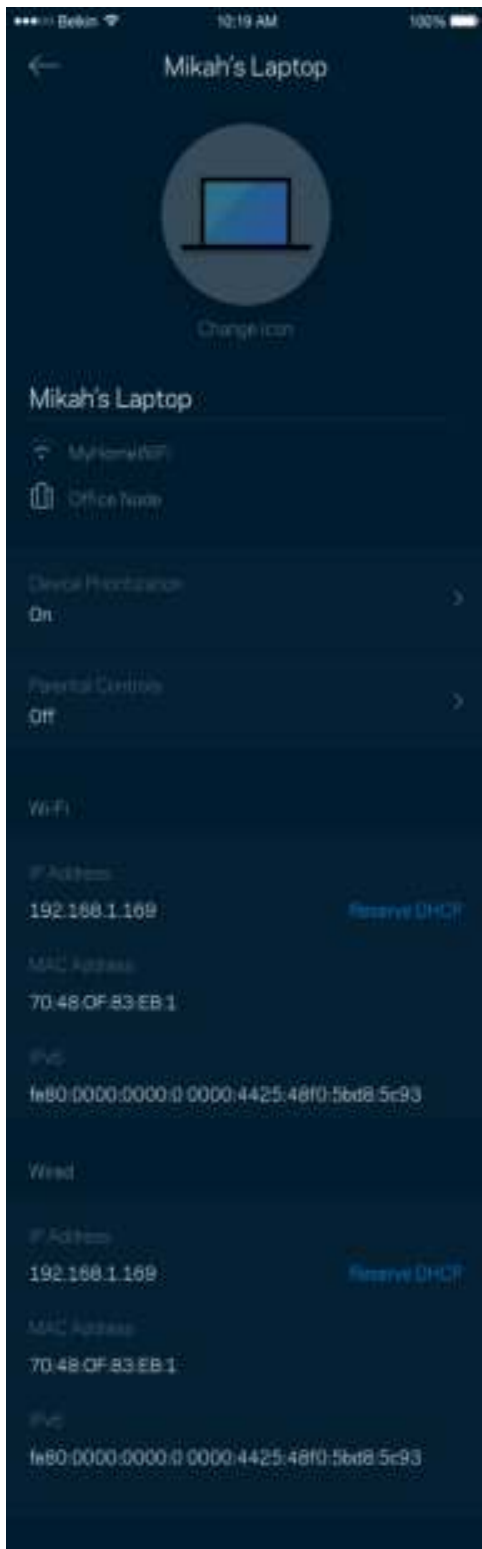 Belkin 10:19 AM 100%
Mikah's Laptop
Change icon
Mikah's Laptop
MyHomeWiFi
Office Node
Device Prioritization
On
Parental Controls
Off
Wi-Fi
IP Address
192.168.1.169 Reserve DHCP
MAC Address
70:48:0F:83:EB:1
IPv6
fe80:0000:0000:0 0000:4425:48f0:5bd8:5c93
Wired
IP Address
192.168.1.169 Reserve DHCP
MAC Address
70:48:0F:83:EB:1
IPv6
fe80:0000:0000:0 0000:4425:48f0:5bd8:5c93